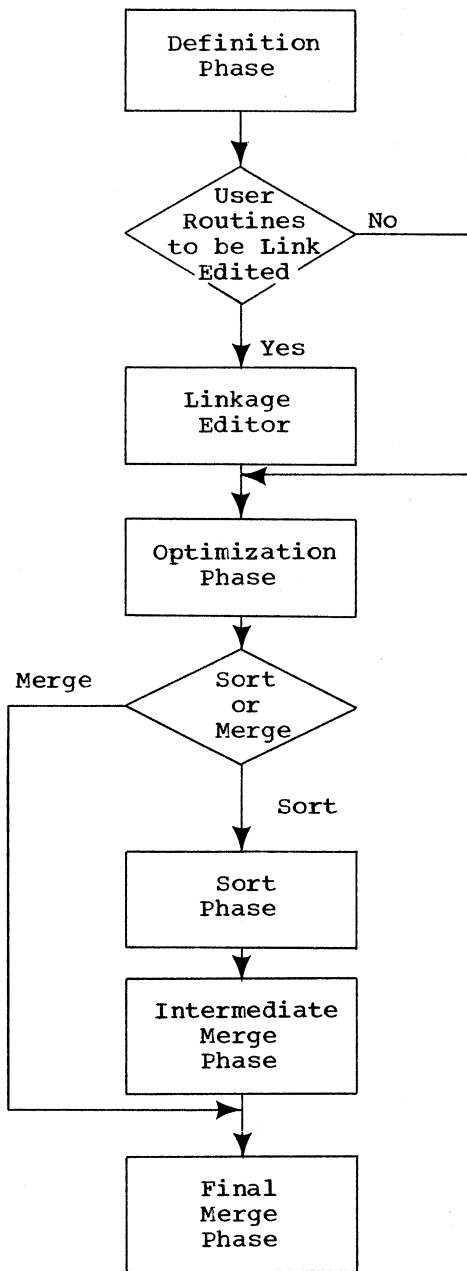 Definition
Phase
User
Routines
to be Link
Edited
No
Yes
Linkage
Editor
Optimization
Phase
Merge
Sort
or
Merge
Sort
Sort
Phase
Intermediate
Merge
Phase
Final
Merge
Phase